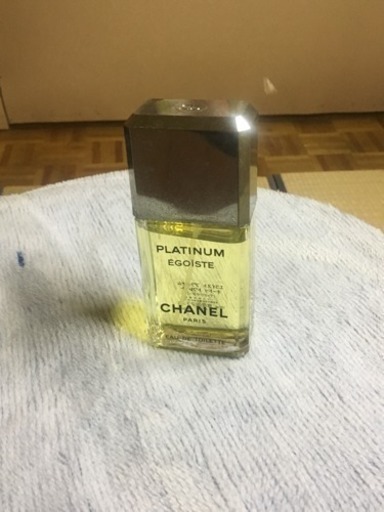 PLATINUM
ÉGOÏSTE
CHANEL
PARIS
EAU DE TOILETTE